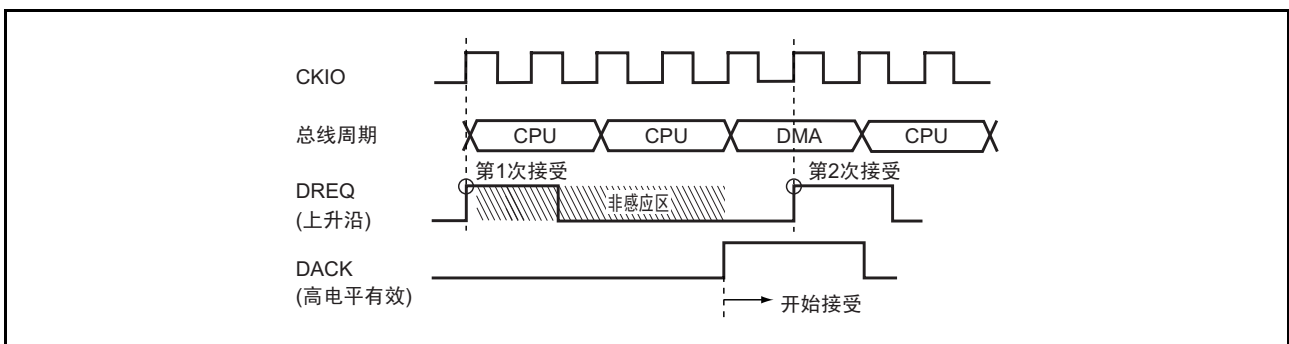 CKIO
总线周期 CPU CPU DMA CPU
第1次接受 第2次接受
DREQ
非感应区
(上升沿)
DACK
(高电平有效)
开始接受